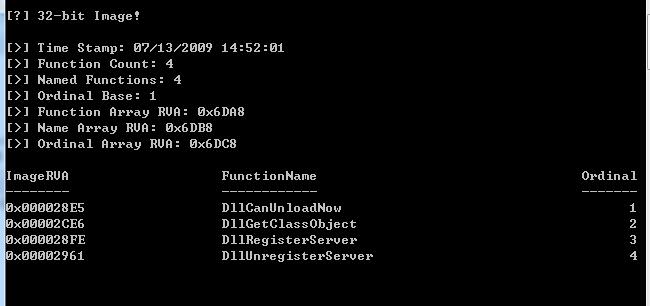 [?] 32-bit Image!
[>] Time Stamp: 07/13/2009 14:52:01
[>] Function Count: 4
[>] Named Functions: 4
[>] Ordinal Base: 1
[>] Function Array RVA: 0x6DA8
[>] Name Array RVA: 0x6DB8
[>] Ordinal Array RVA: 0x6DC8
ImageRVA FunctionName Ordinal
-------- ------------ -------
0x000028E5 DllCanUnloadNow 1
0x00002CE6 DllGetClassObject 2
0x000028FE DllRegisterServer 3
0x00002961 DllUnregisterServer 4